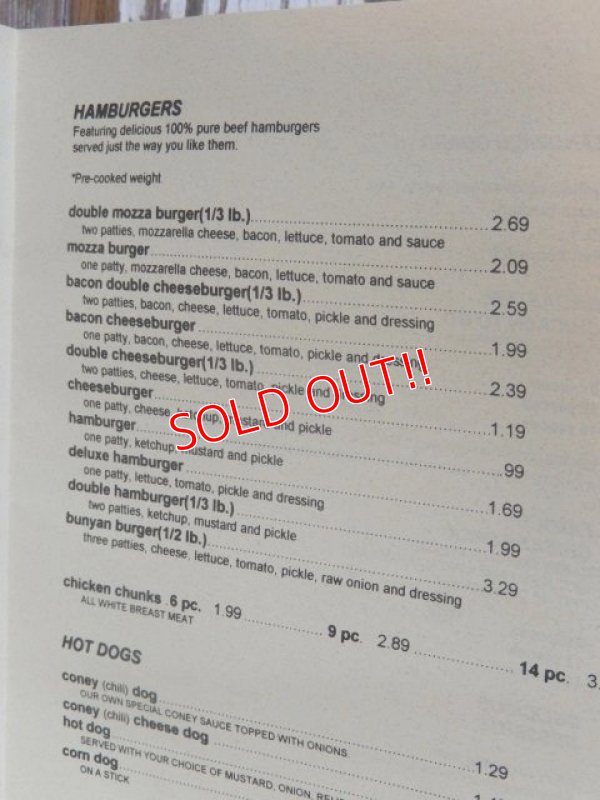 HAMBURGERS
Featuring delicious 100% pure beef hamburgers
served just the way you like them.
*Pre-cooked weight
double mozza burger(1/3 lb.) 2.69
two patties, mozzarella cheese, bacon, lettuce, tomato and sauce
mozza burger 2.09
one patty, mozzarella cheese, bacon, lettuce, tomato and sauce
bacon double cheeseburger(1/3 lb.) 2.59
two patties, bacon, cheese, lettuce, tomato, pickle and dressing
bacon cheeseburger 1.99
one patty, bacon, cheese, lettuce, tomato, pickle and dressing
double cheeseburger(1/3 lb.) 2.39
two patties, cheese, lettuce, tomato, pickle and dressing
cheeseburger 1.19
one patty, cheese, ketchup, mustard and pickle
hamburger .99
one patty, ketchup, mustard and pickle
deluxe hamburger 1.69
one patty, lettuce, tomato, pickle and dressing
double hamburger(1/3 lb.) 1.99
two patties, ketchup, mustard and pickle
bunyan burger(1/2 lb.) 3.29
three patties, cheese, lettuce, tomato, pickle, raw onion and dressing
SOLD OUT!!
chicken chunks 6 pc. 1.99 9 pc. 2.89 14 pc. 3.
ALL WHITE BREAST MEAT
HOT DOGS
coney (chili) dog 1.29
OUR OWN SPECIAL CONEY SAUCE TOPPED WITH ONIONS
coney (chili) cheese dog
hot dog
SERVED WITH YOUR CHOICE OF MUSTARD, ONION,
corn dog
ON A STICK